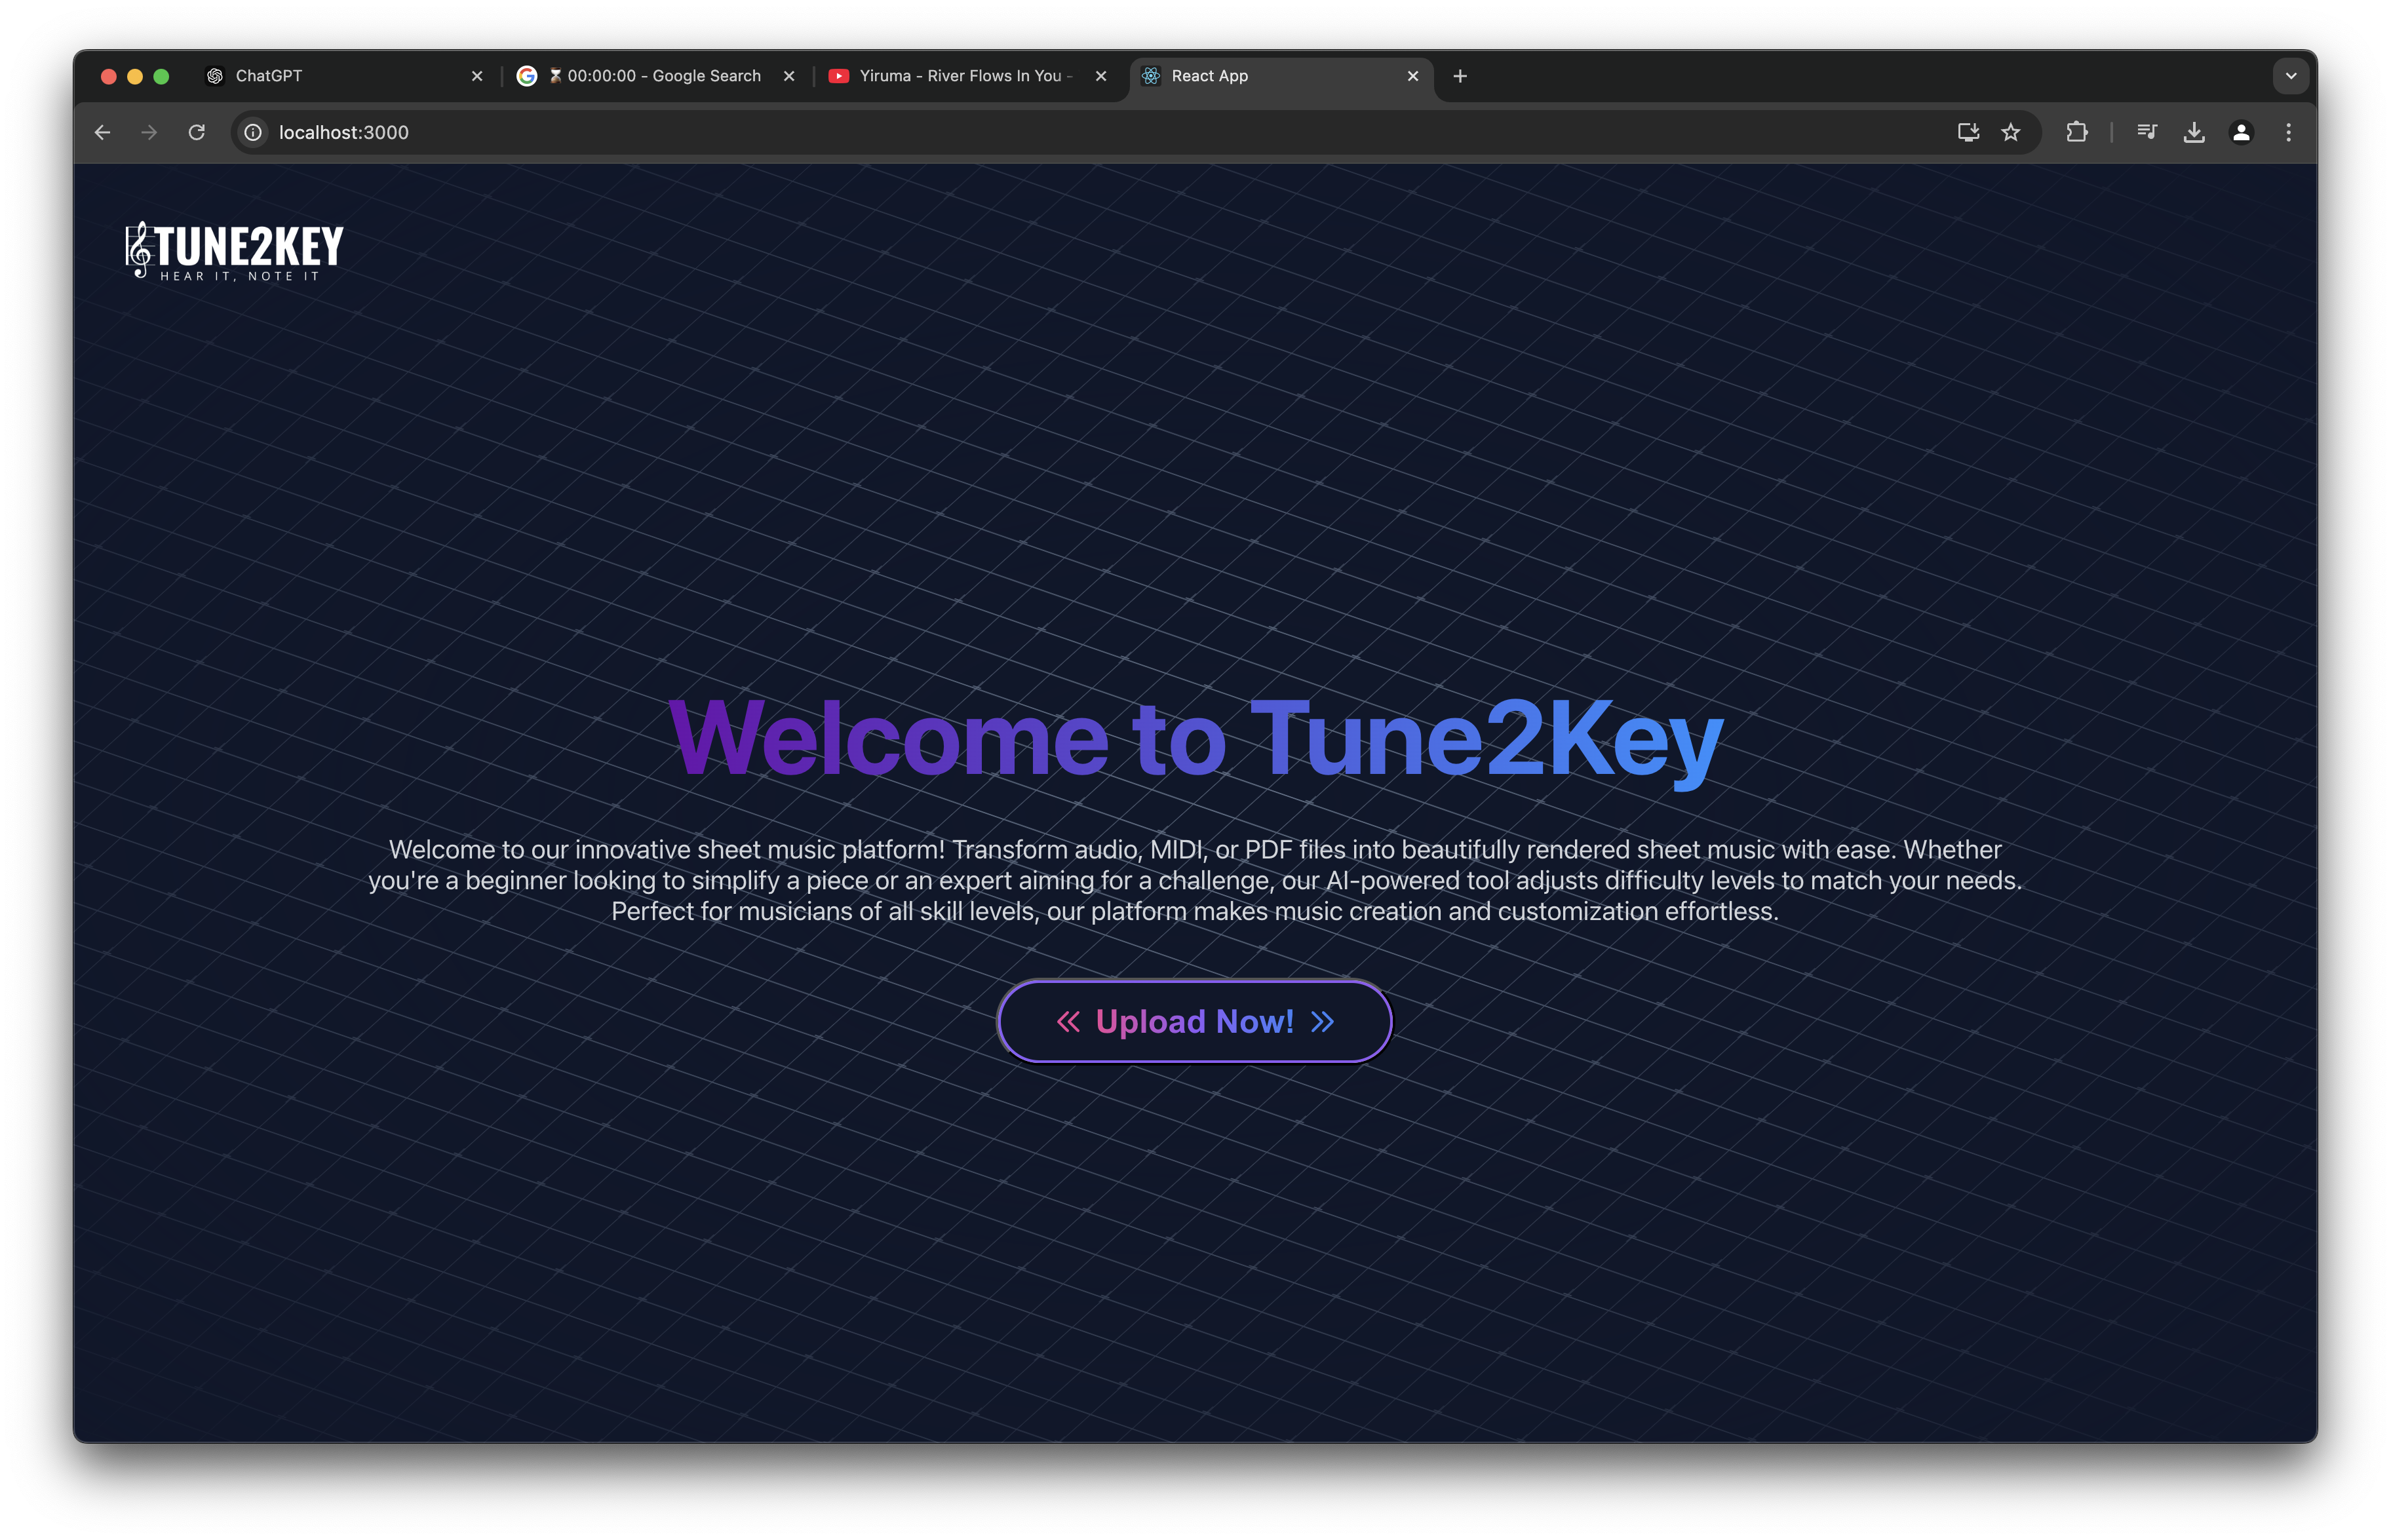 ChatGPT
00:00:00 - Google Search
Yiruma - River Flows In You -
React App
localhost:3000
TUNE2KEY
HEAR IT, NOTE IT
Welcome to Tune2Key
Welcome to our innovative sheet music platform! Transform audio, MIDI, or PDF files into beautifully rendered sheet music with ease. Whether
you're a beginner looking to simplify a piece or an expert aiming for a challenge, our AI-powered tool adjusts difficulty levels to match your needs.
Perfect for musicians of all skill levels, our platform makes music creation and customization effortless.
Upload Now!